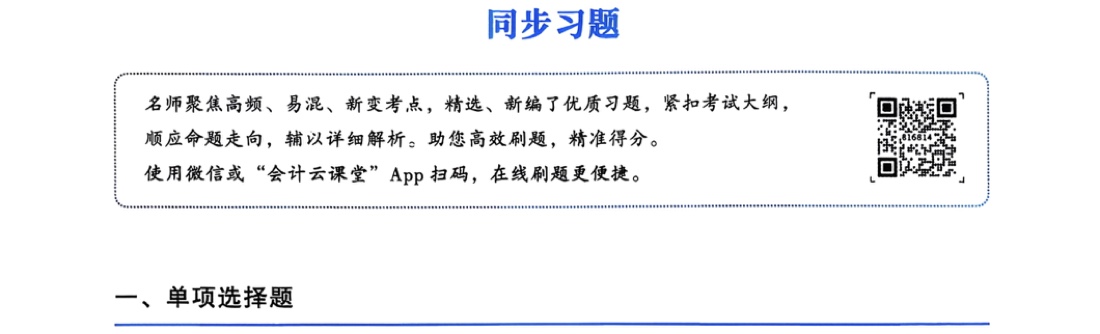 同步习题
名师聚焦高频、易混、新变考点，精选、新编了优质习题，紧扣考试大纲，
顺应命题走向，辅以详细解析。助您高效刷题，精准得分。
使用微信或“会计云课堂”App 扫码，在线刷题更便捷。
816814
一、单项选择题